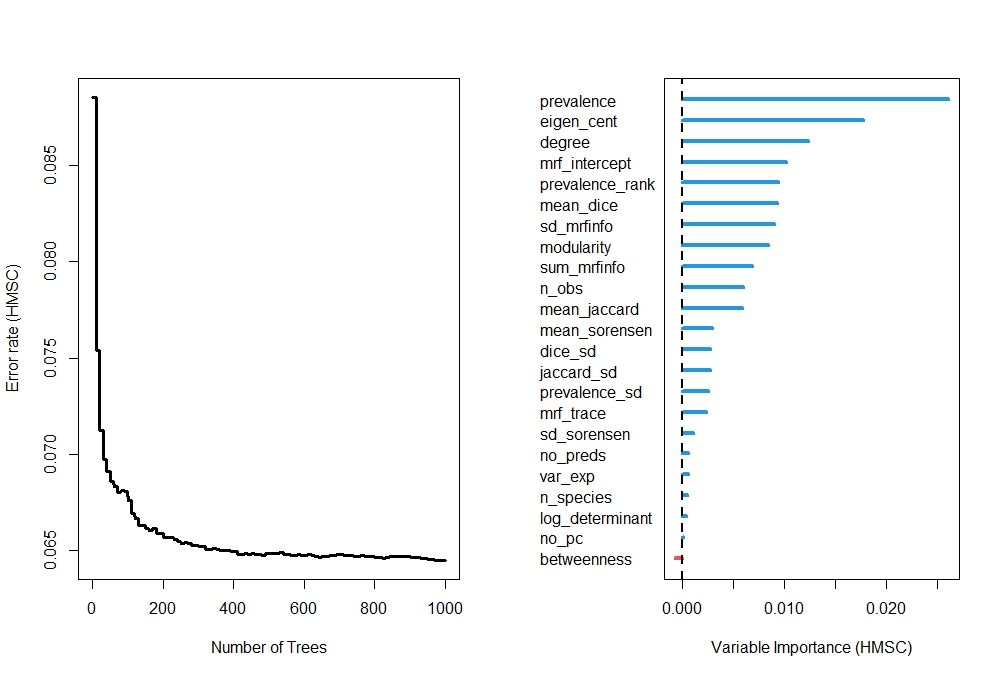 Error rate (HMSC)
0.085
0.080
0.075
0.070
0.065
0 200 400 600 800 1000
Number of Trees
prevalence
eigen_cent
degree
mrf_intercept
prevalence_rank
mean_dice
sd_mrfinfo
modularity
sum_mrfinfo
n_obs
mean_jaccard
mean_sorensen
dice_sd
jaccard_sd
prevalence_sd
mrf_trace
sd_sorensen
no_preds
var_exp
n_species
log_determinant
no_pc
betweenness
0.000 0.010 0.020
Variable Importance (HMSC)